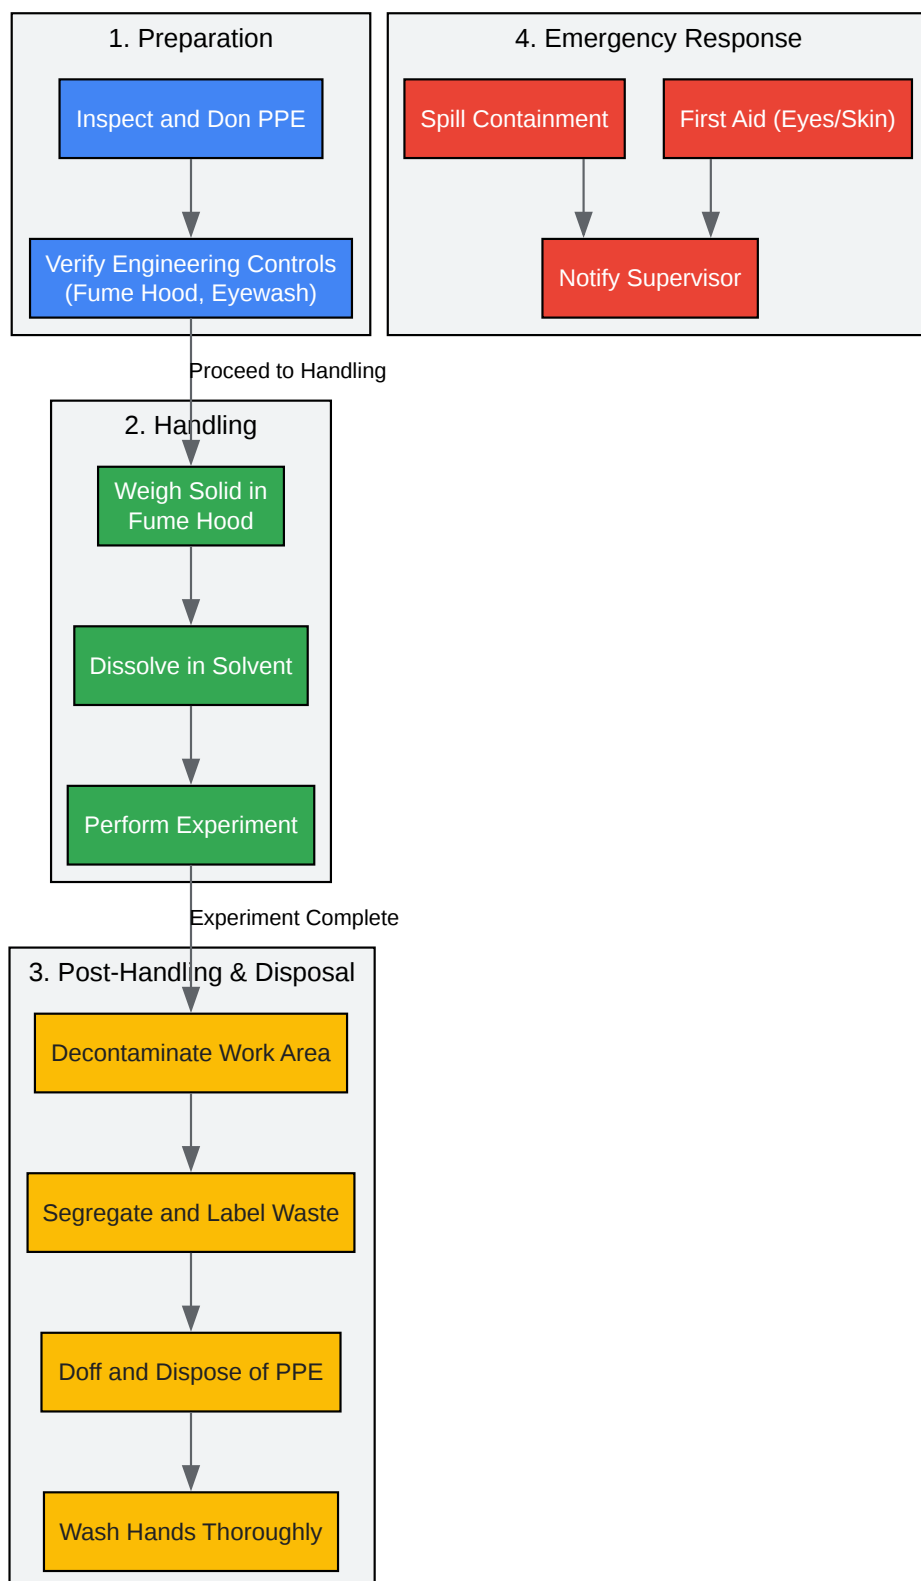 1. Preparation
Inspect and Don PPE
Verify Engineering Controls
(Fume Hood, Eyewash)
Proceed to Handling
2. Handling
Weigh Solid in
Fume Hood
Dissolve in Solvent
Perform Experiment
Experiment Complete
3. Post-Handling & Disposal
Decontaminate Work Area
Segregate and Label Waste
Doff and Dispose of PPE
Wash Hands Thoroughly
4. Emergency Response
Spill Containment
First Aid (Eyes/Skin)
Notify Supervisor